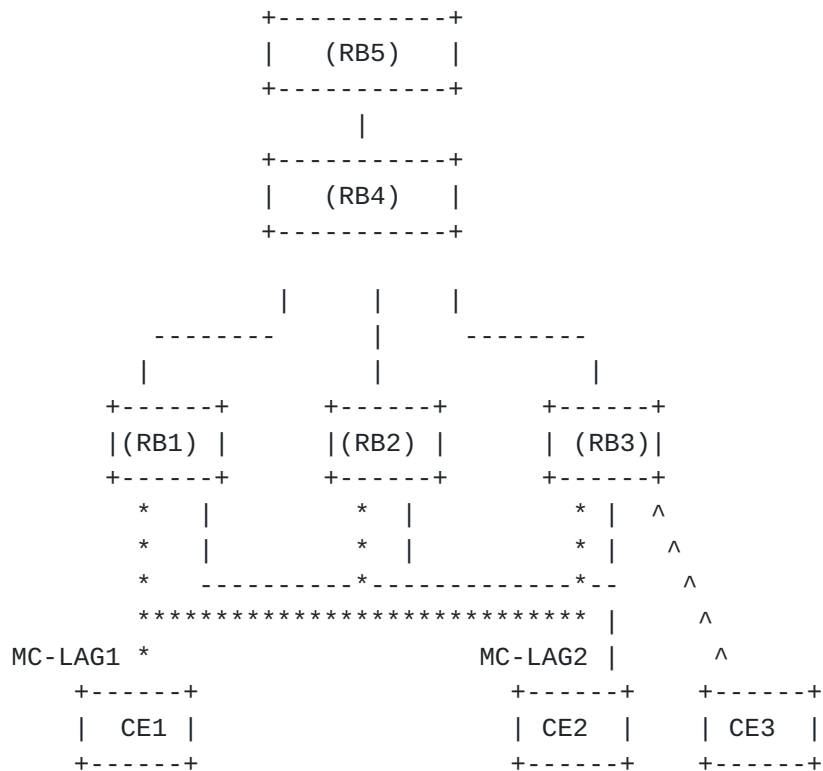 (RB5)
(RB4)
(RB1) (RB2) (RB3)
MC-LAG1 MC-LAG2
CE1 CE2 CE3